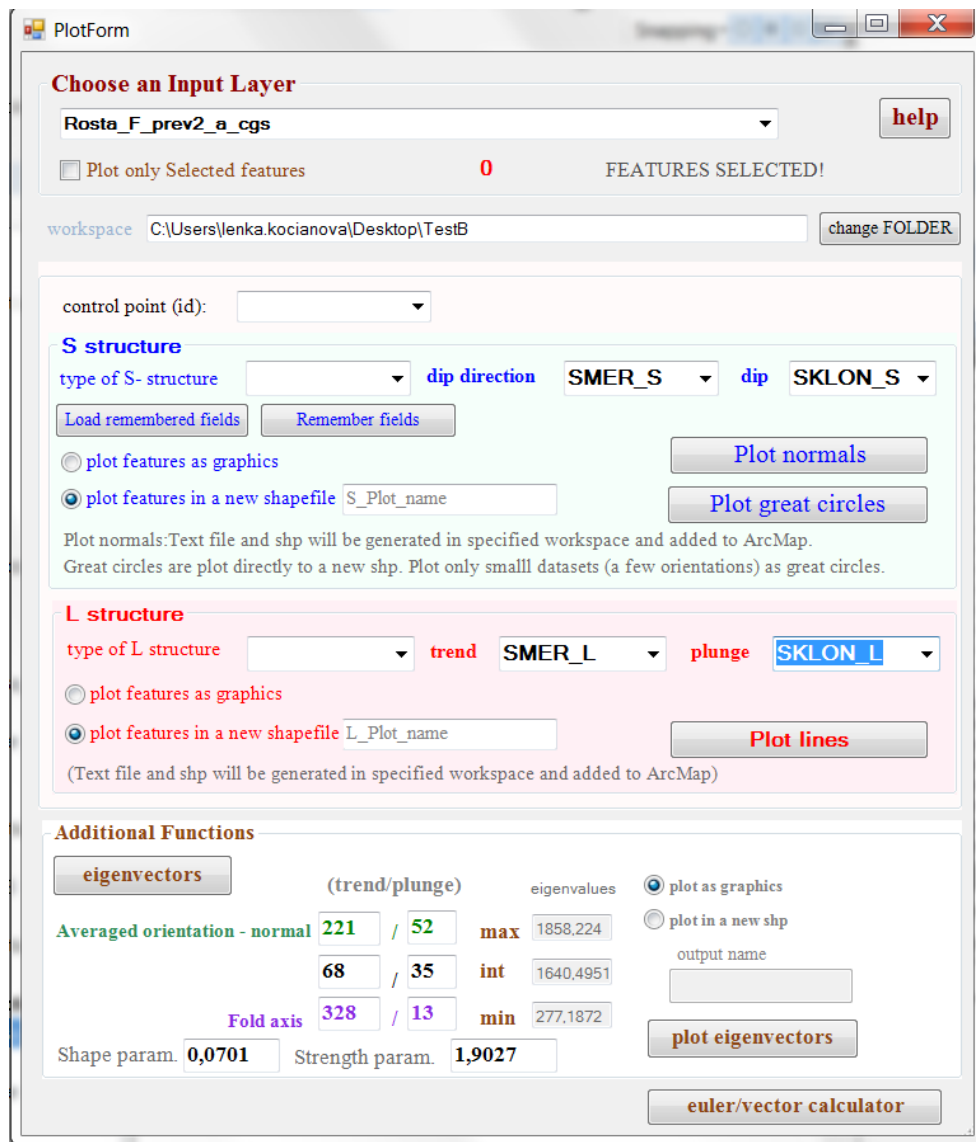 PlotForm
Choose an Input Layer
Rosta_F_prev2_a_cgs
help
Plot only Selected features 0 FEATURES SELECTED!
workspace C:\Users\lenka.kocianova\Desktop\TestB change FOLDER
control point (id):
S structure
type of S- structure dip direction SMER_S dip SKLON_S
Load remembered fields Remember fields
plot features as graphics Plot normals
plot features in a new shapefile S_Plot_name Plot great circles
Plot normals:Text file and shp will be generated in specified workspace and added to ArcMap.
Great circles are plot directly to a new shp. Plot only smalll datasets (a few orientations) as great circles.
L structure
type of L structure trend SMER_L plunge SKLON_L
plot features as graphics
plot features in a new shapefile L_Plot_name Plot lines
(Text file and shp will be generated in specified workspace and added to ArcMap)
Additional Functions
eigenvectors (trend/plunge) eigenvalues plot as graphics
Averaged orientation - normal 221 / 52 max 1858,224 plot in a new shp
output name
68 / 35 int 1640,4951
Fold axis 328 / 13 min 277,1872
plot eigenvectors
Shape param. 0,0701 Strength param. 1,9027
euler/vector calculator